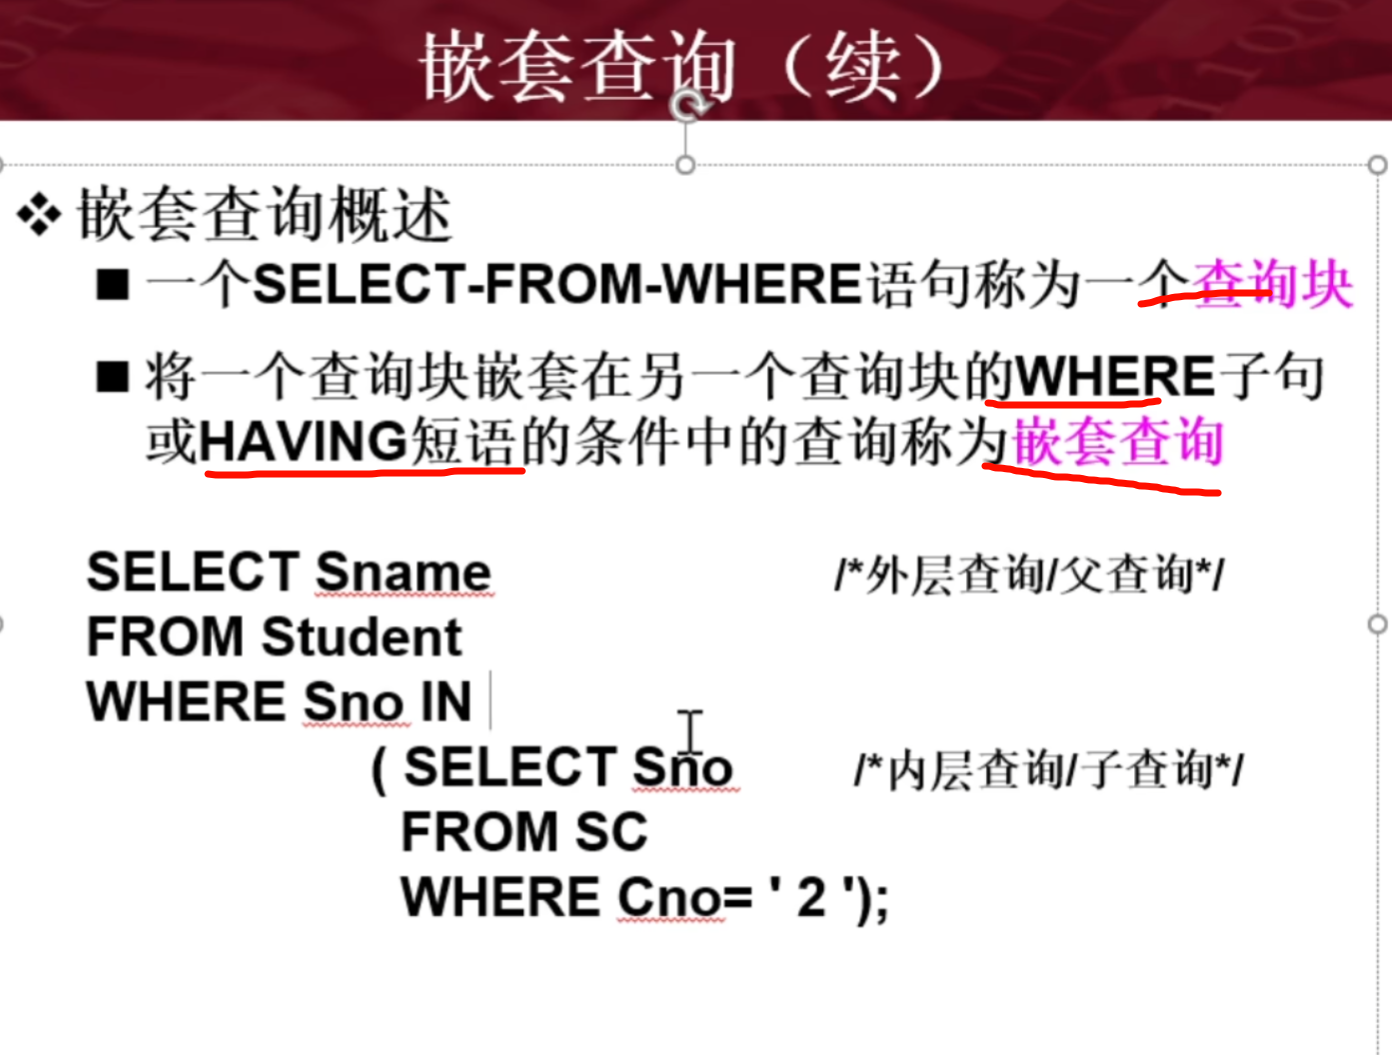 嵌套查询（续）
❖ 嵌套查询概述
■ 一个SELECT-FROM-WHERE语句称为一个查询块
■ 将一个查询块嵌套在另一个查询块的WHERE子句
或HAVING短语的条件中的查询称为嵌套查询
SELECT Sname /*外层查询/父查询*/
FROM Student
WHERE Sno IN
( SELECT Sno /*内层查询/子查询*/
FROM SC
WHERE Cno= ' 2 ');